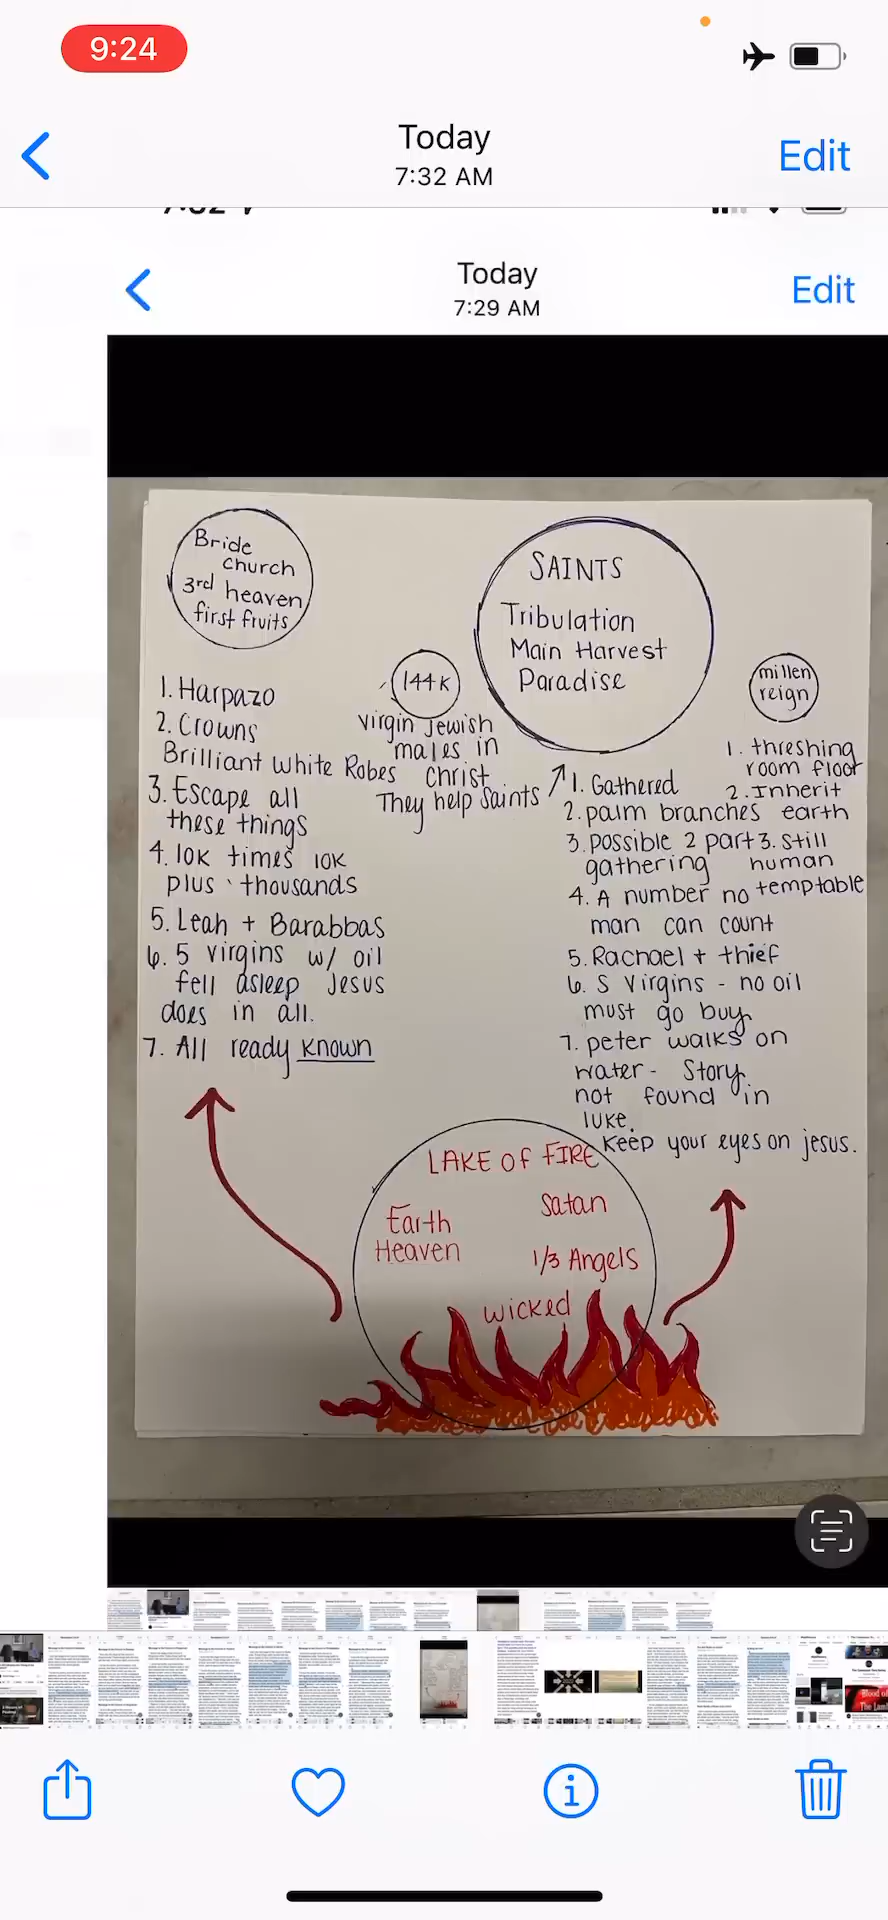 9:24
Today
7:32 AM
Edit
Today
7:29 AM
Edit
Bride
church
3rd heaven
first fruits
1. Harpazo
2. Crowns
Brilliant White Robes
3. Escape all
these things
4. 10K times 10K
plus thousands
5. Leah + Barabbas
6. 5 virgins w/ oil
fell asleep Jesus
does in all.
7. All ready known
144K
virgin Jewish
males in
Christ
They help Saints
SAINTS
Tribulation
Main Harvest
Paradise
1. Gathered
2. palm branches
3. possible 2 part
gathering
4. A number no
man can count
5. Rachael + thief
6. 5 Virgins - no oil
must go buy
7. peter walks on
water - Story
not found in
luke.
Keep your eyes on jesus.
millen
reign
1. threshing
room floor
2. Inherit
earth
3. still
human
temptable
LAKE OF FIRE
Earth
Heaven
Satan
1/3 Angels
wicked